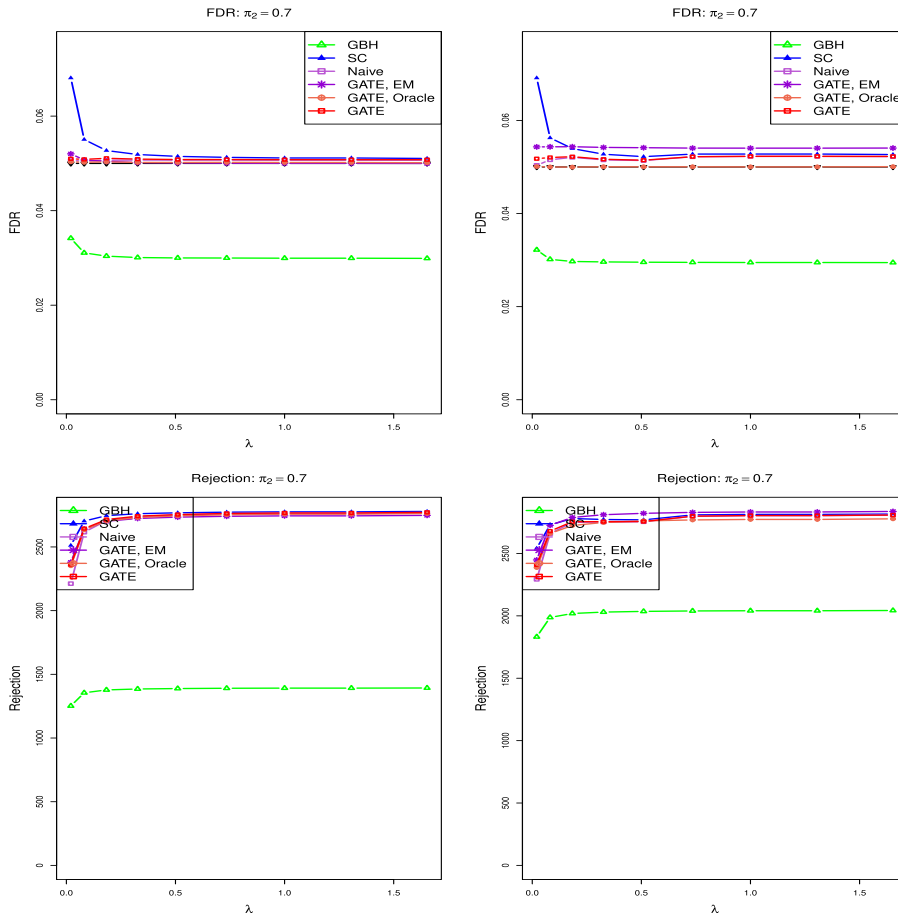 FDR: π₂ = 0.7
GBH
SC
Naive
GATE, EM
GATE, Oracle
GATE
FDR
0.00
0.02
0.04
0.06
0.0
0.5
1.0
1.5
λ
FDR: π₂ = 0.7
GBH
SC
Naive
GATE, EM
GATE, Oracle
GATE
FDR
0.00
0.02
0.04
0.06
0.0
0.5
1.0
1.5
λ
Rejection: π₂ = 0.7
GBH
SC
Naive
GATE, EM
GATE, Oracle
GATE
Rejection
0
500
1000
1500
2000
2500
0.0
0.5
1.0
1.5
λ
Rejection: π₂ = 0.7
GBH
SC
Naive
GATE, EM
GATE, Oracle
GATE
Rejection
0
500
1000
1500
2000
2500
0.0
0.5
1.0
1.5
λ